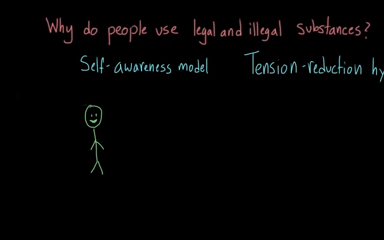 Why do people use legal and illegal substances?
Self-awareness model Tension-reduction hy